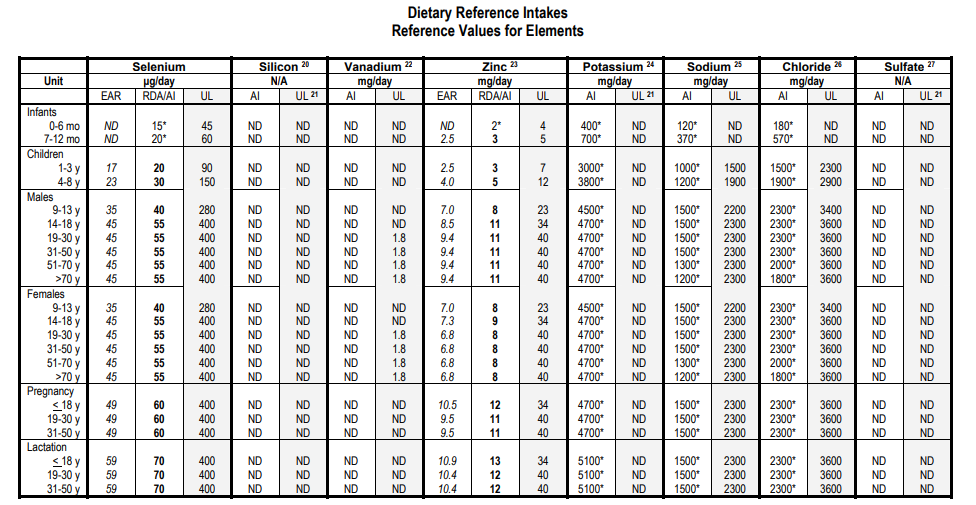 Dietary Reference Intakes
Reference Values for Elements
Selenium Silicon 20 Vanadium 22 Zinc 23 Potassium 24 Sodium 25 Chloride 26 Sulfate 27
Unit µg/day N/A mg/day mg/day mg/day mg/day mg/day N/A
EAR RDA/AI UL AI UL 21 AI UL EAR RDA/AI UL AI UL 21 AI UL AI UL AI UL 21
Infants
0-6 mo ND 15* 45 ND ND ND ND ND 2* 4 400* ND 120* ND 180* ND ND ND
7-12 mo ND 20* 60 ND ND ND ND 2.5 3 5 700* ND 370* ND 570* ND ND ND
Children
1-3 y 17 20 90 ND ND ND ND 2.5 3 7 3000* ND 1000* 1500 1500* 2300 ND ND
4-8 y 23 30 150 ND ND ND ND 4.0 5 12 3800* ND 1200* 1900 1900* 2900 ND ND
Males
9-13 y 35 40 280 ND ND ND ND 7.0 8 23 4500* ND 1500* 2200 2300* 3400 ND ND
14-18 y 45 55 400 ND ND ND ND 8.5 11 34 4700* ND 1500* 2300 2300* 3600 ND ND
19-30 y 45 55 400 ND ND ND 1.8 9.4 11 40 4700* ND 1500* 2300 2300* 3600 ND ND
31-50 y 45 55 400 ND ND ND 1.8 9.4 11 40 4700* ND 1500* 2300 2300* 3600 ND ND
51-70 y 45 55 400 ND ND ND 1.8 9.4 11 40 4700* ND 1300* 2300 2000* 3600 ND ND
>70 y 45 55 400 ND ND ND 1.8 9.4 11 40 4700* ND 1200* 2300 1800* 3600 ND ND
Females
9-13 y 35 40 280 ND ND ND ND 7.0 8 23 4500* ND 1500* 2200 2300* 3400 ND ND
14-18 y 45 55 400 ND ND ND ND 7.3 9 34 4700* ND 1500* 2300 2300* 3600 ND ND
19-30 y 45 55 400 ND ND ND 1.8 6.8 8 40 4700* ND 1500* 2300 2300* 3600 ND ND
31-50 y 45 55 400 ND ND ND 1.8 6.8 8 40 4700* ND 1500* 2300 2300* 3600 ND ND
51-70 y 45 55 400 ND ND ND 1.8 6.8 8 40 4700* ND 1300* 2300 2000* 3600 ND ND
>70 y 45 55 400 ND ND ND 1.8 6.8 8 40 4700* ND 1200* 2300 1800* 3600 ND ND
Pregnancy
≤ 18 y 49 60 400 ND ND ND ND 10.5 12 34 4700* ND 1500* 2300 2300* 3600 ND ND
19-30 y 49 60 400 ND ND ND ND 9.5 11 40 4700* ND 1500* 2300 2300* 3600 ND ND
31-50 y 49 60 400 ND ND ND ND 9.5 11 40 4700* ND 1500* 2300 2300* 3600 ND ND
Lactation
≤ 18 y 59 70 400 ND ND ND ND 10.9 13 34 5100* ND 1500* 2300 2300* 3600 ND ND
19-30 y 59 70 400 ND ND ND ND 10.4 12 40 5100* ND 1500* 2300 2300* 3600 ND ND
31-50 y 59 70 400 ND ND ND ND 10.4 12 40 5100* ND 1500* 2300 2300* 3600 ND ND